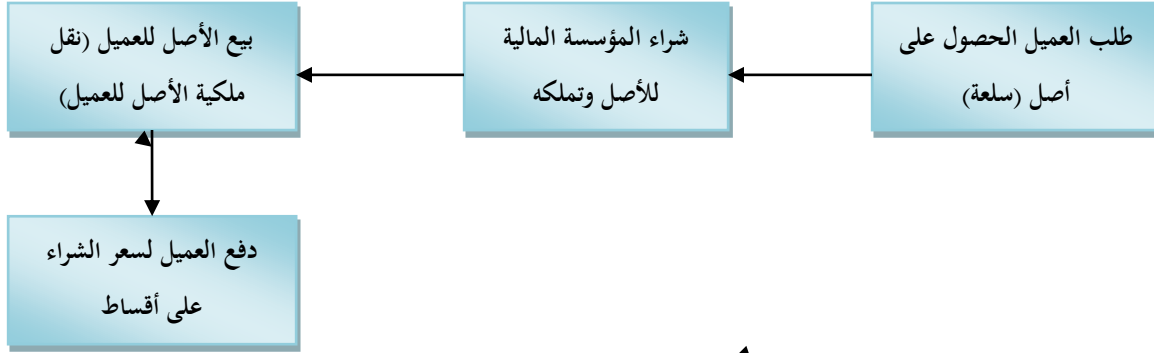 طلب العميل الحصول على
أصل (سلعة)
شراء المؤسسة المالية
للأصل وتملكه
بيع الأصل للعميل (نقل
ملكية الأصل للعميل)
دفع العميل لسعر الشراء
على أقساط